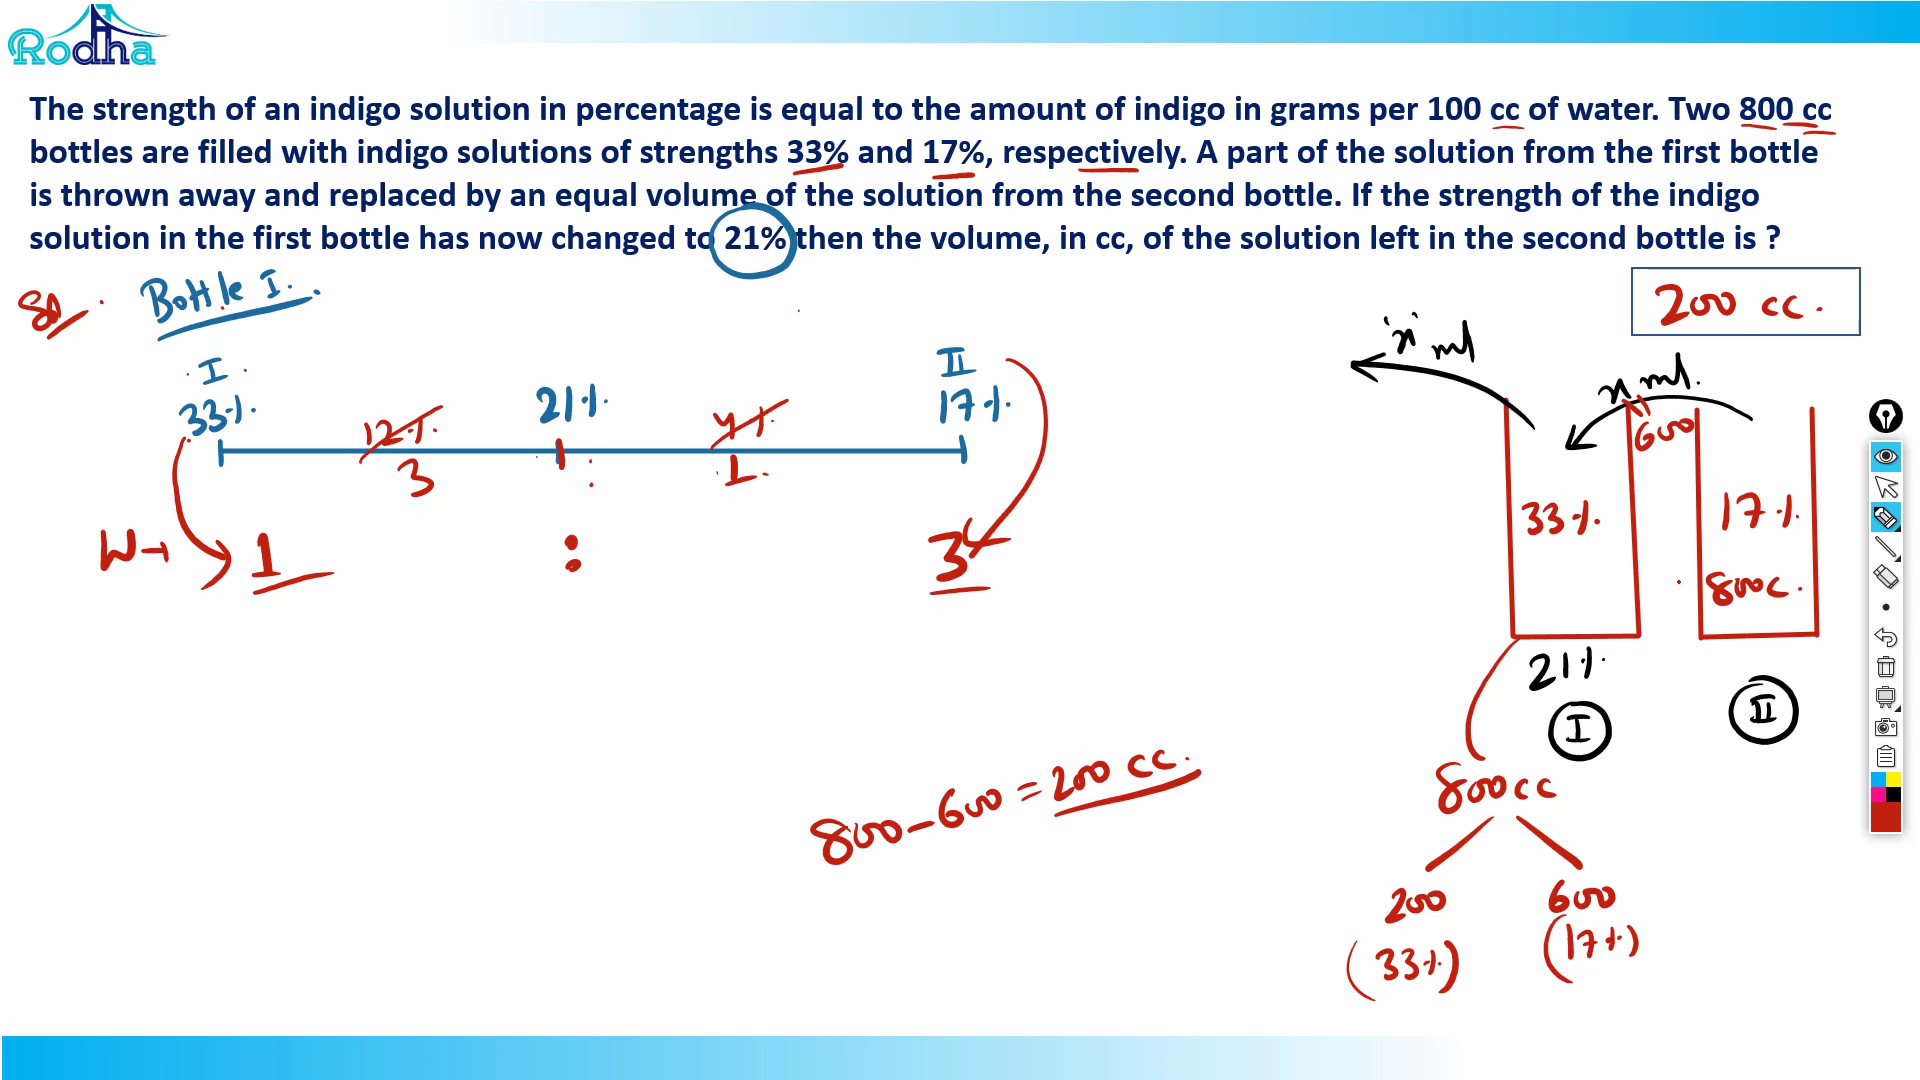 Rodha
The strength of an indigo solution in percentage is equal to the amount of indigo in grams per 100 cc of water. Two 800 cc
bottles are filled with indigo solutions of strengths 33% and 17%, respectively. A part of the solution from the first bottle
is thrown away and replaced by an equal volume of the solution from the second bottle. If the strength of the indigo
solution in the first bottle has now changed to 21% then the volume, in cc, of the solution left in the second bottle is ?
Bottle I.
200 cc.
I
II
33%
21%
17%
12%
4%
3
1
W→ 1 : 3
800-600 = 200 cc.
'x' ml
x ml.
600
33%
17%
800c.
21%
I
II
800cc
200
600
(33%)
(17%)